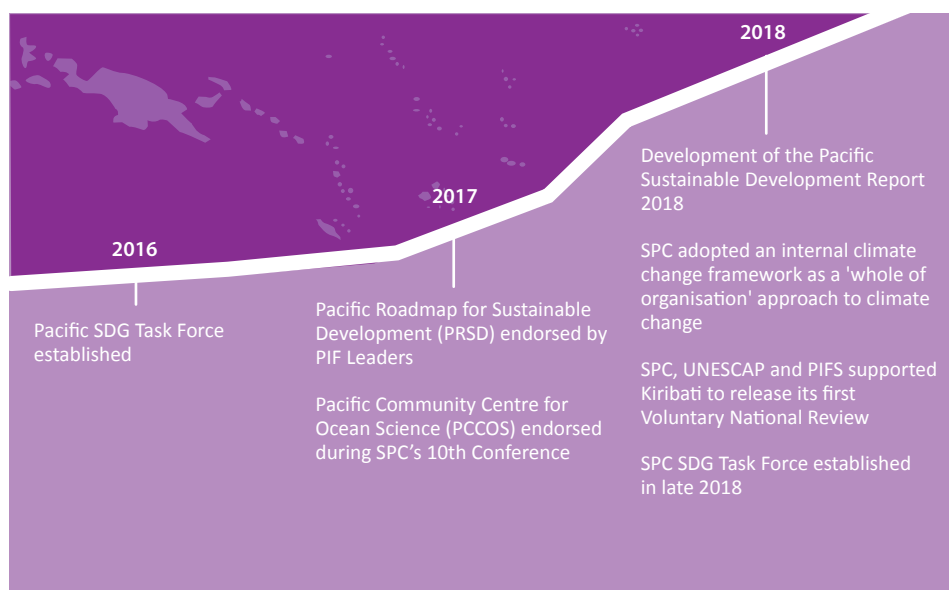 2016
Pacific SDG Task Force
established
2017
Pacific Roadmap for Sustainable
Development (PRSD) endorsed by
PIF Leaders
Pacific Community Centre for
Ocean Science (PCCOS) endorsed
during SPC's 10th Conference
2018
Development of the Pacific
Sustainable Development Report
2018
SPC adopted an internal climate
change framework as a 'whole of
organisation' approach to climate
change
SPC, UNESCAP and PIFS supported
Kiribati to release its first
Voluntary National Review
SPC SDG Task Force established
in late 2018